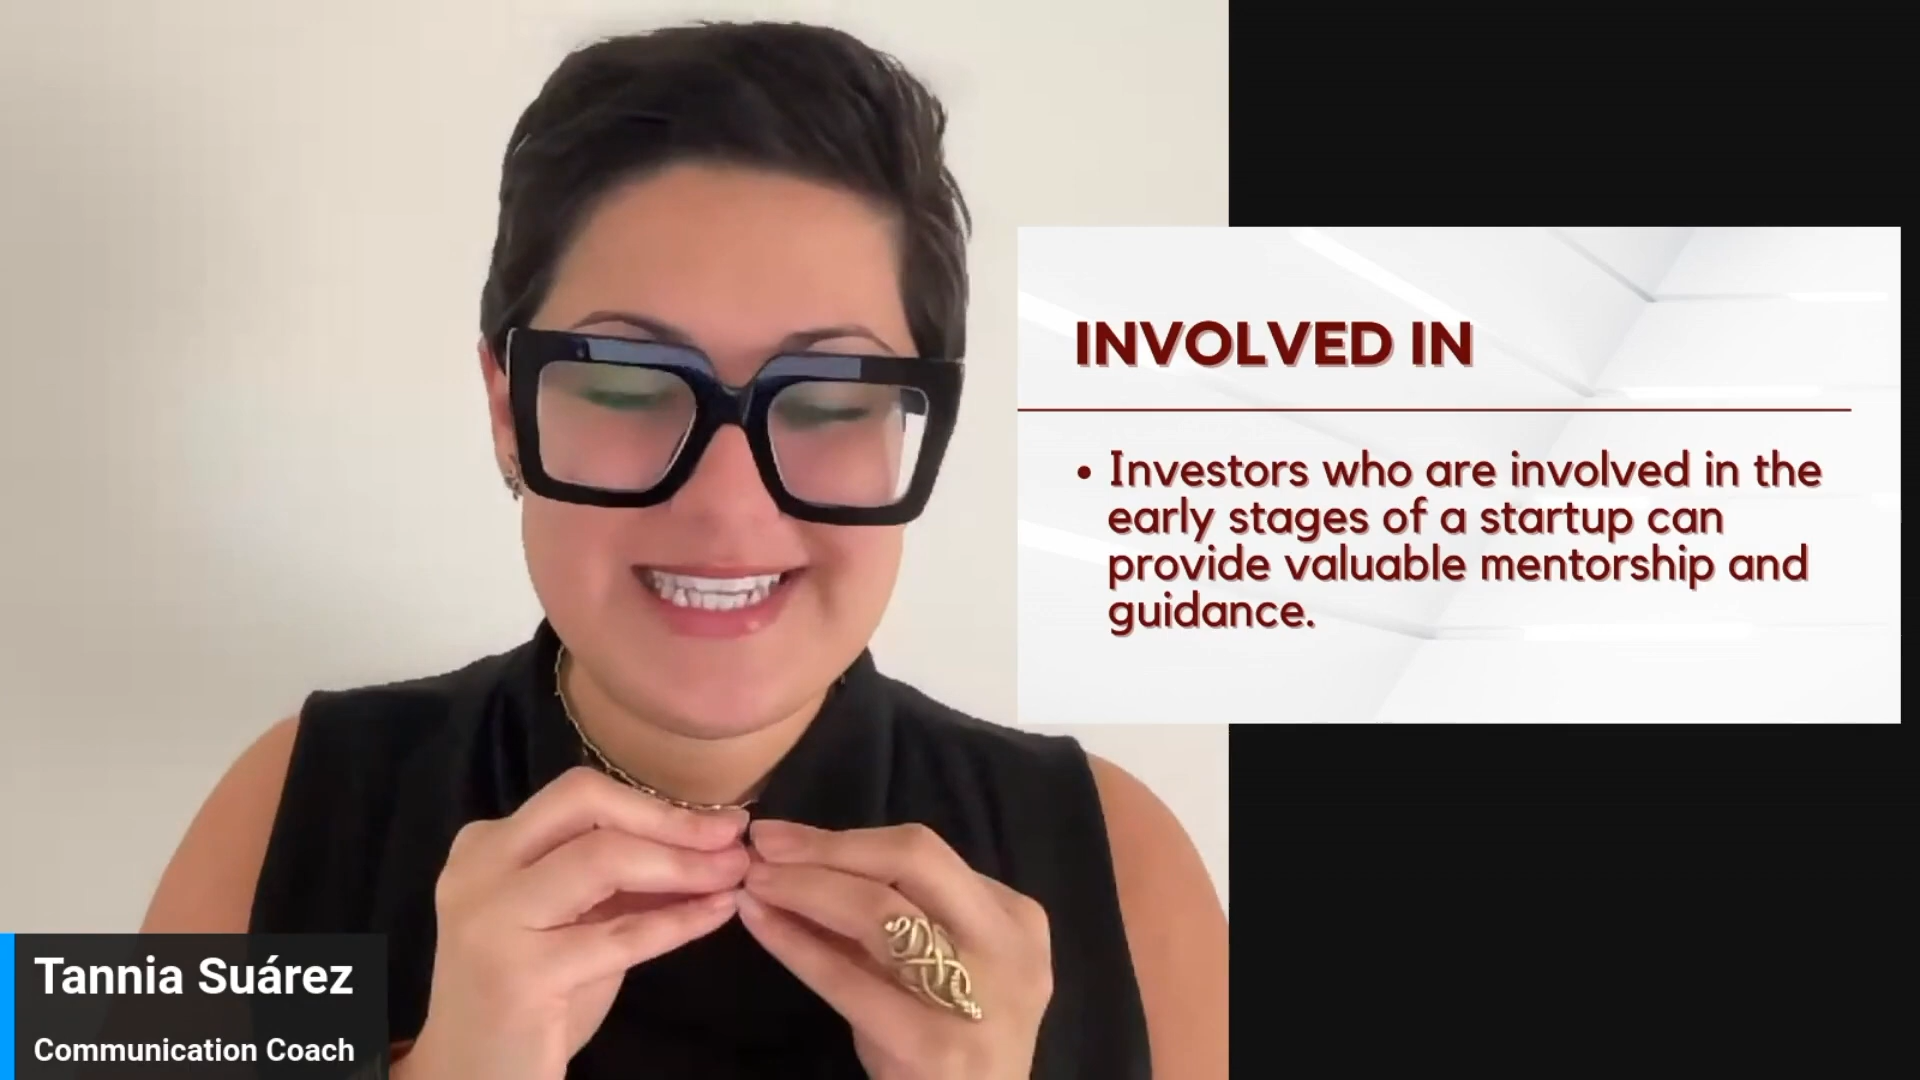 INVOLVED IN
• Investors who are involved in the
early stages of a startup can
provide valuable mentorship and
guidance.
Tannia Suárez
Communication Coach